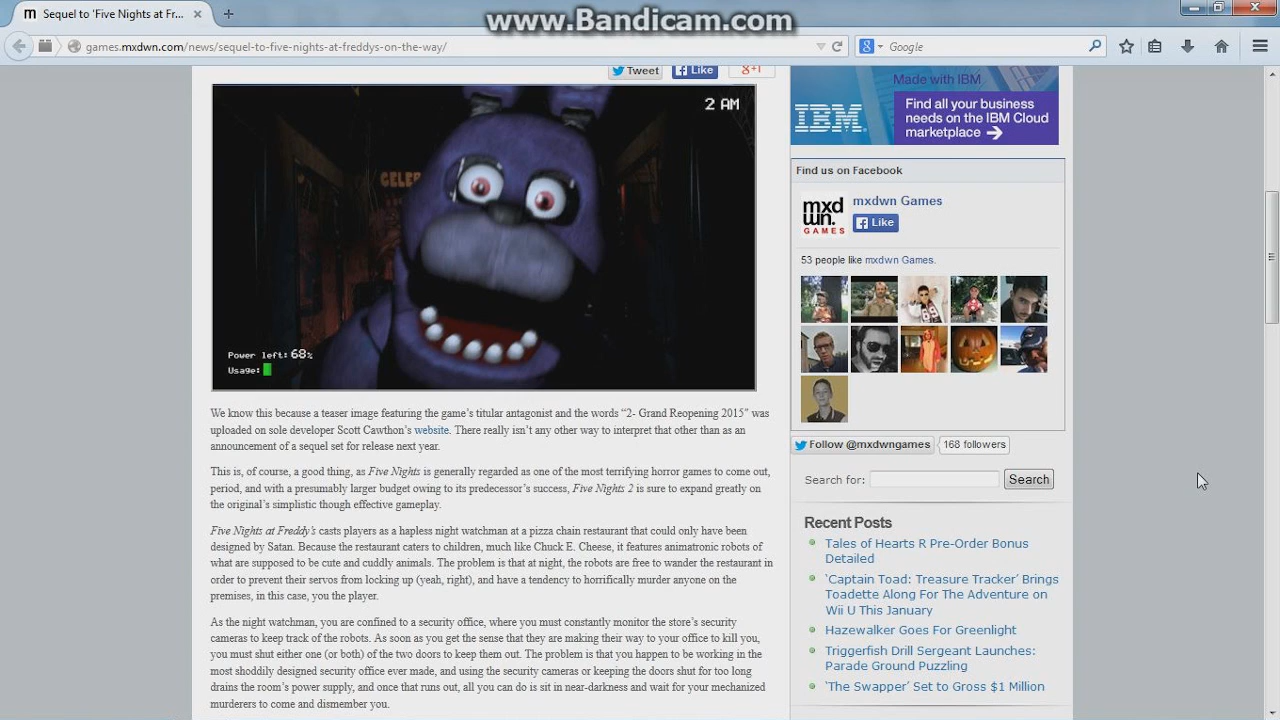 www.Bandicam.com
Sequel to 'Five Nights at Fr...
games.mxdwn.com/news/sequel-to-five-nights-at-freddys-on-the-way/
Google
Tweet
Like
+1
2 AM
CELEB
Power left: 68%
Usage:
We know this because a teaser image featuring the game's titular antagonist and the words “2- Grand Reopening 2015” was
uploaded on sole developer Scott Cawthon's website. There really isn't any other way to interpret that other than as an
announcement of a sequel set for release next year.
This is, of course, a good thing, as Five Nights is generally regarded as one of the most terrifying horror games to come out,
period, and with a presumably larger budget owing to its predecessor's success, Five Nights 2 is sure to expand greatly on
the original's simplistic though effective gameplay.
Five Nights at Freddy's casts players as a hapless night watchman at a pizza chain restaurant that could only have been
designed by Satan. Because the restaurant caters to children, much like Chuck E. Cheese, it features animatronic robots of
what are supposed to be cute and cuddly animals. The problem is that at night, the robots are free to wander the restaurant in
order to prevent their servos from locking up (yeah, right), and have a tendency to horrifically murder anyone on the
premises, in this case, you the player.
As the night watchman, you are confined to a security office, where you must constantly monitor the store's security
cameras to keep track of the robots. As soon as you get the sense that they are making their way to your office to kill you,
you must shut either one (or both) of the two doors to keep them out. The problem is that you happen to be working in the
most shoddily designed security office ever made, and using the security cameras or keeping the doors shut for too long
drains the room's power supply, and once that runs out, all you can do is sit in near-darkness and wait for your mechanized
murderers to come and dismember you.
Made with IBM
IBM
Find all your business
needs on the IBM Cloud
marketplace
Find us on Facebook
mxdwn.
GAMES
mxdwn Games
Like
53 people like mxdwn Games.
Follow @mxdwngames
168 followers
Search for:
Search
Recent Posts
Tales of Hearts R Pre-Order Bonus
Detailed
'Captain Toad: Treasure Tracker' Brings
Toadette Along For The Adventure on
Wii U This January
Hazewalker Goes For Greenlight
Triggerfish Drill Sergeant Launches:
Parade Ground Puzzling
'The Swapper' Set to Gross $1 Million